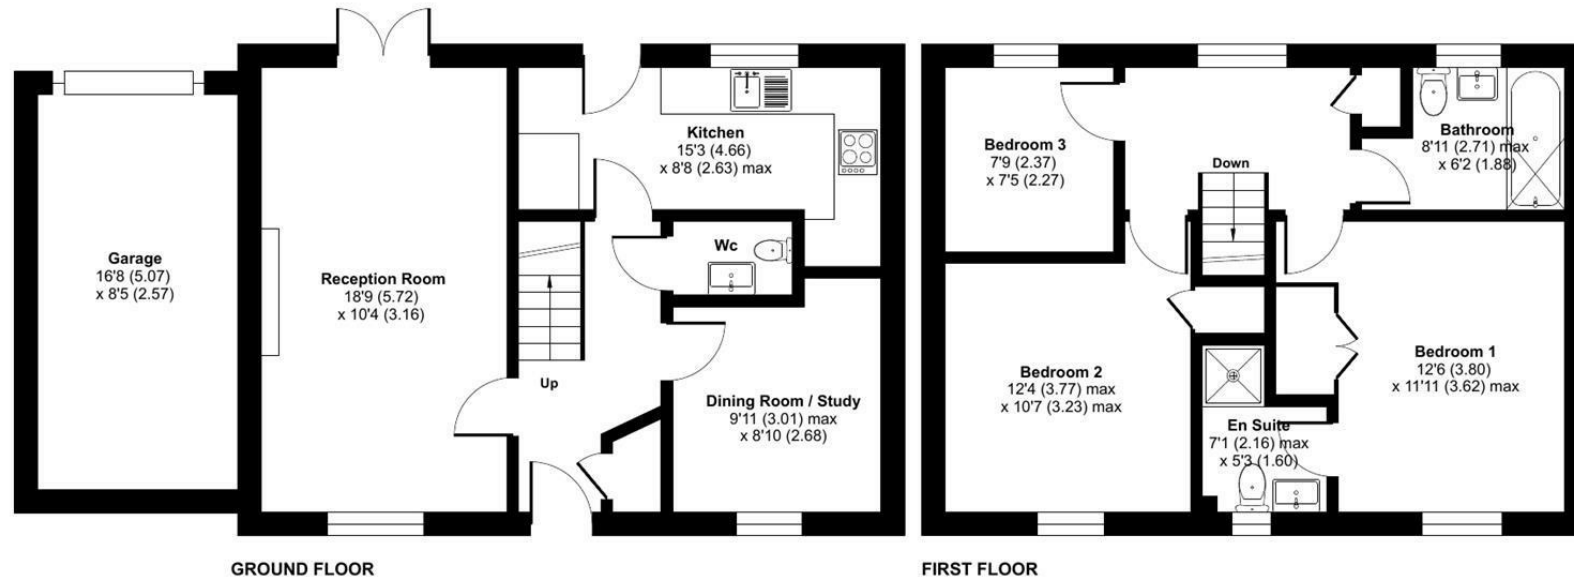 Garage
16'8 (5.07)
x 8'5 (2.57)
Reception Room
18'9 (5.72)
x 10'4 (3.16)
Kitchen
15'3 (4.66)
x 8'8 (2.63) max
Wc
Up
Dining Room / Study
9'11 (3.01) max
x 8'10 (2.68)
GROUND FLOOR
Bedroom 3
7'9 (2.37)
x 7'5 (2.27)
Down
Bathroom
8'11 (2.71) max
x 6'2 (1.88)
Bedroom 2
12'4 (3.77) max
x 10'7 (3.23) max
En Suite
7'1 (2.16) max
x 5'3 (1.60)
Bedroom 1
12'6 (3.80)
x 11'11 (3.62) max
FIRST FLOOR